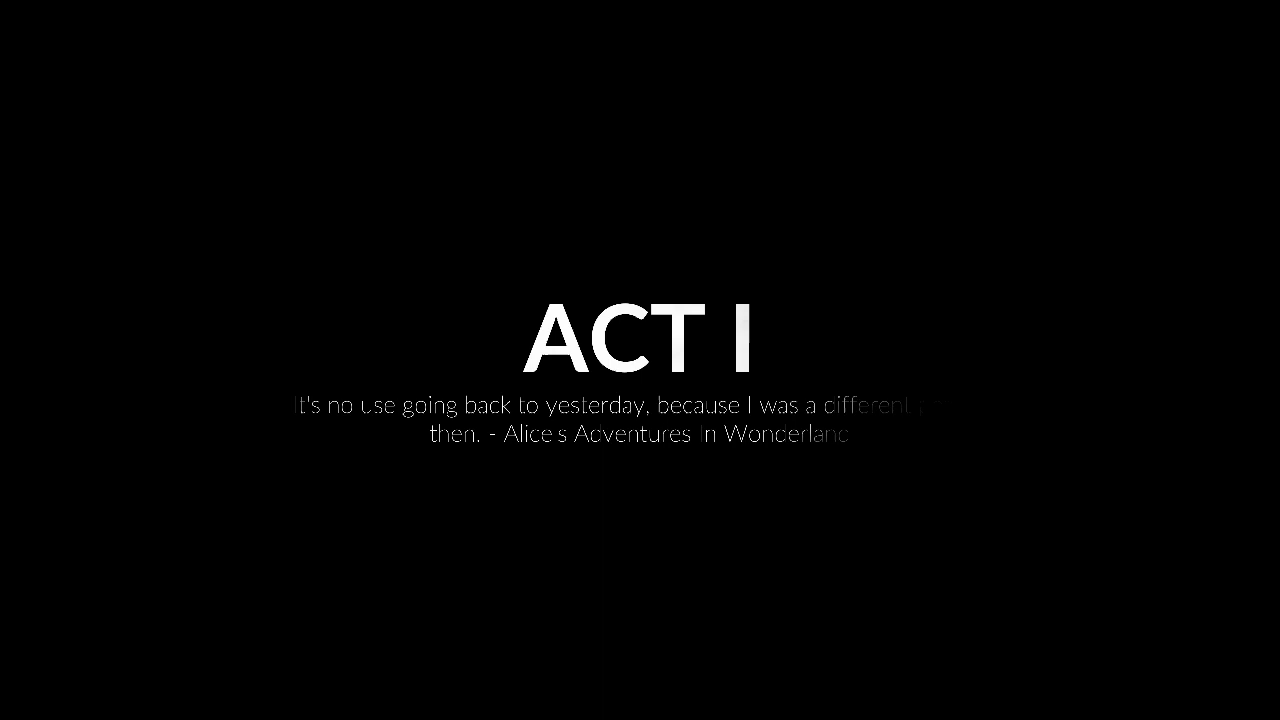 ACT I
It's no use going back to yesterday, because I was a different
then. - Alice's Adventures In Wonderland